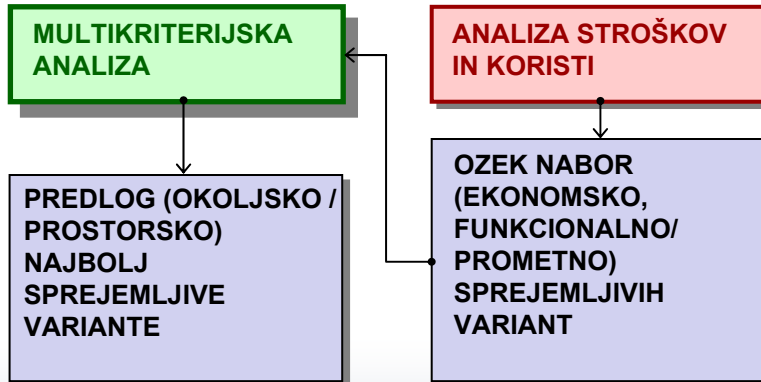 MULTIKRITERIJSKA
ANALIZA
ANALIZA STROŠKOV
IN KORISTI
PREDLOG (OKOLJSKO /
PROSTORSKO)
NAJBOLJ
SPREJEMLJIVE
VARIANTE
OZEK NABOR
(EKONOMSKO,
FUNKCIONALNO/
PROMETNO)
SPREJEMLJIVIH
VARIANT